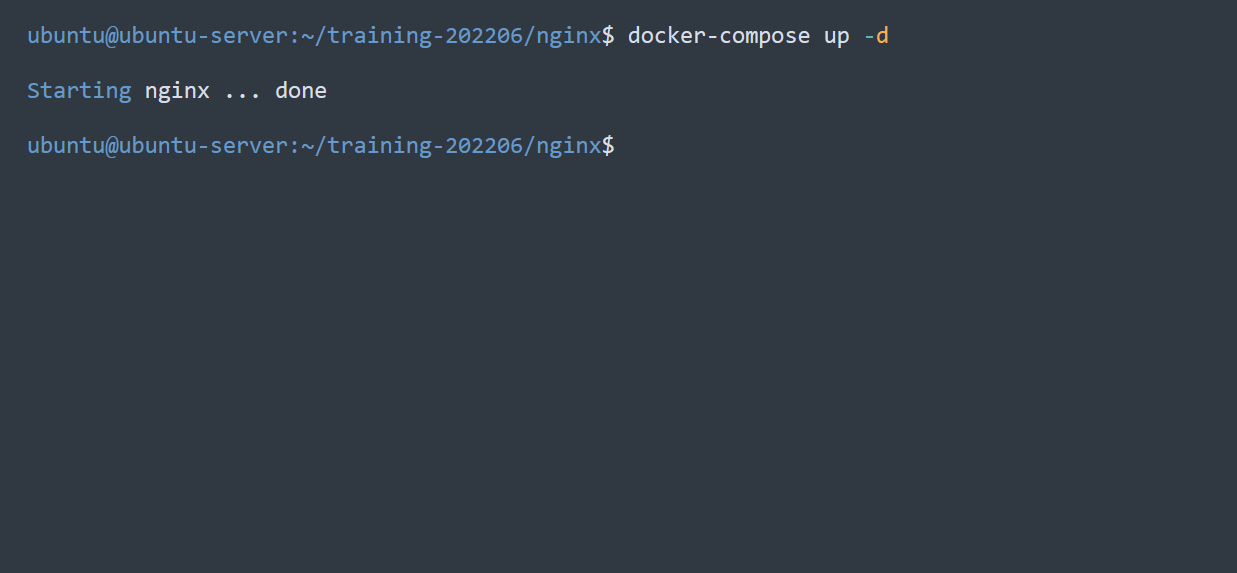 ubuntu@ubuntu-server:~/training-202206/nginx$ docker-compose up -d
Starting nginx ... done
ubuntu@ubuntu-server:~/training-202206/nginx$